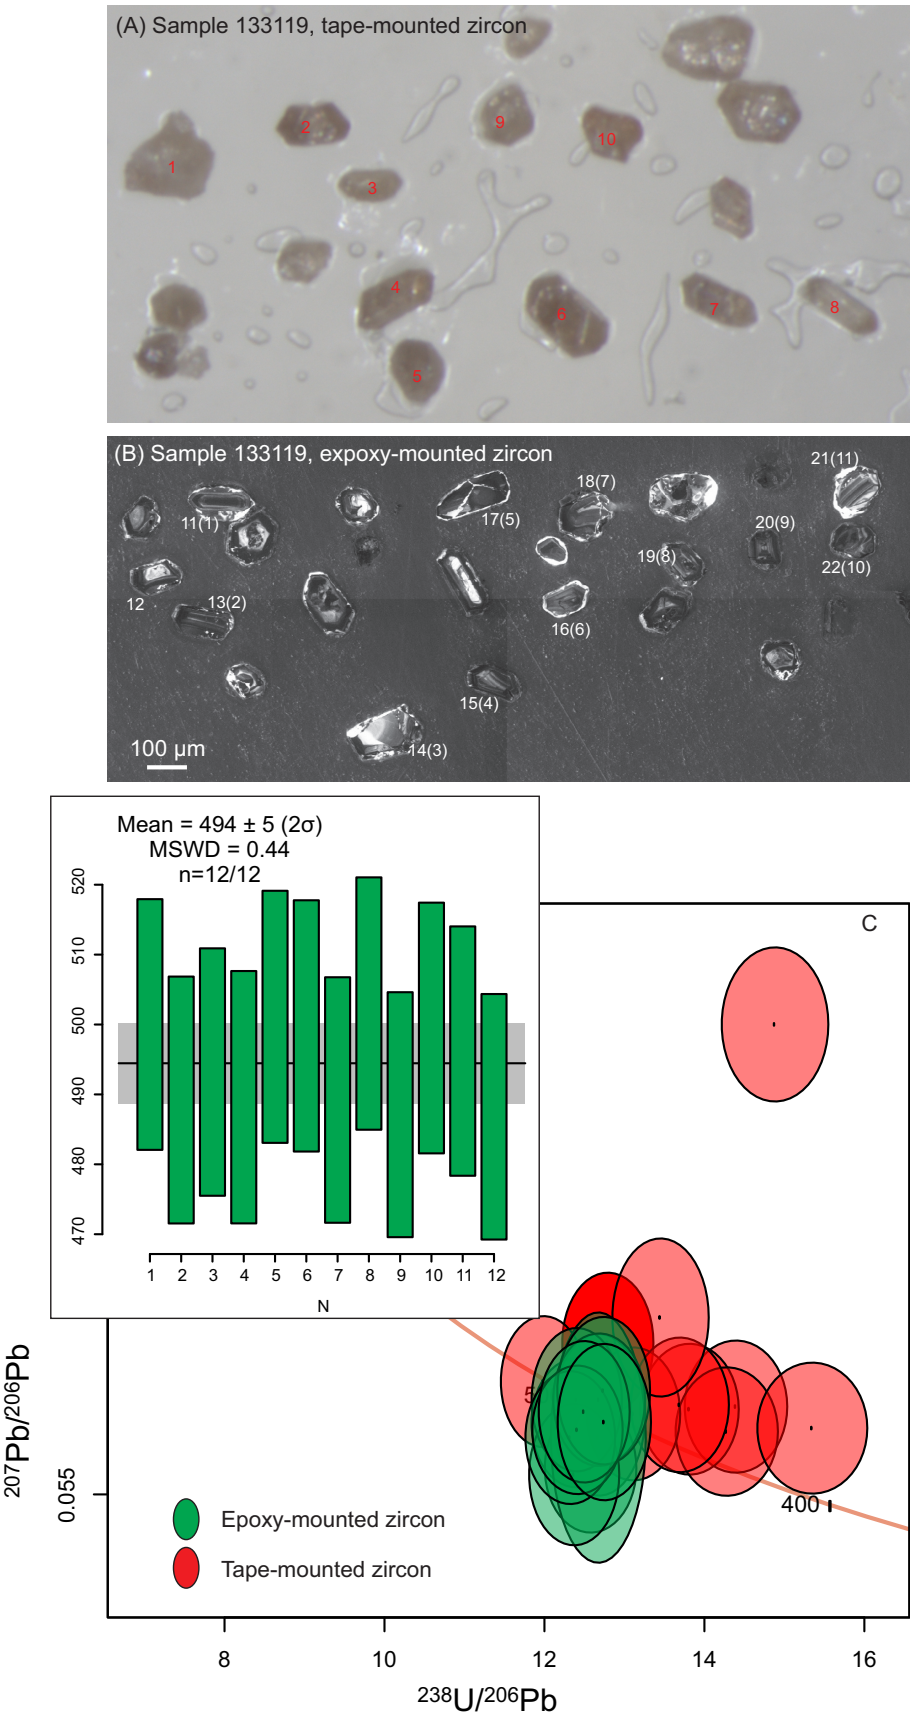 (A) Sample 133119, tape-mounted zircon
1
2
3
4
5
6
7
8
9
10
(B) Sample 133119, expoxy-mounted zircon
11(1)
12
13(2)
14(3)
15(4)
16(6)
17(5)
18(7)
19(8)
20(9)
21(11)
22(10)
100 µm
Mean = 494 ± 5 (2σ)
MSWD = 0.44
n=12/12
520
510
500
490
480
470
1 2 3 4 5 6 7 8 9 10 11 12
N
C
5
400
207Pb/206Pb
0.055
Epoxy-mounted zircon
Tape-mounted zircon
8 10 12 14 16
238U/206Pb